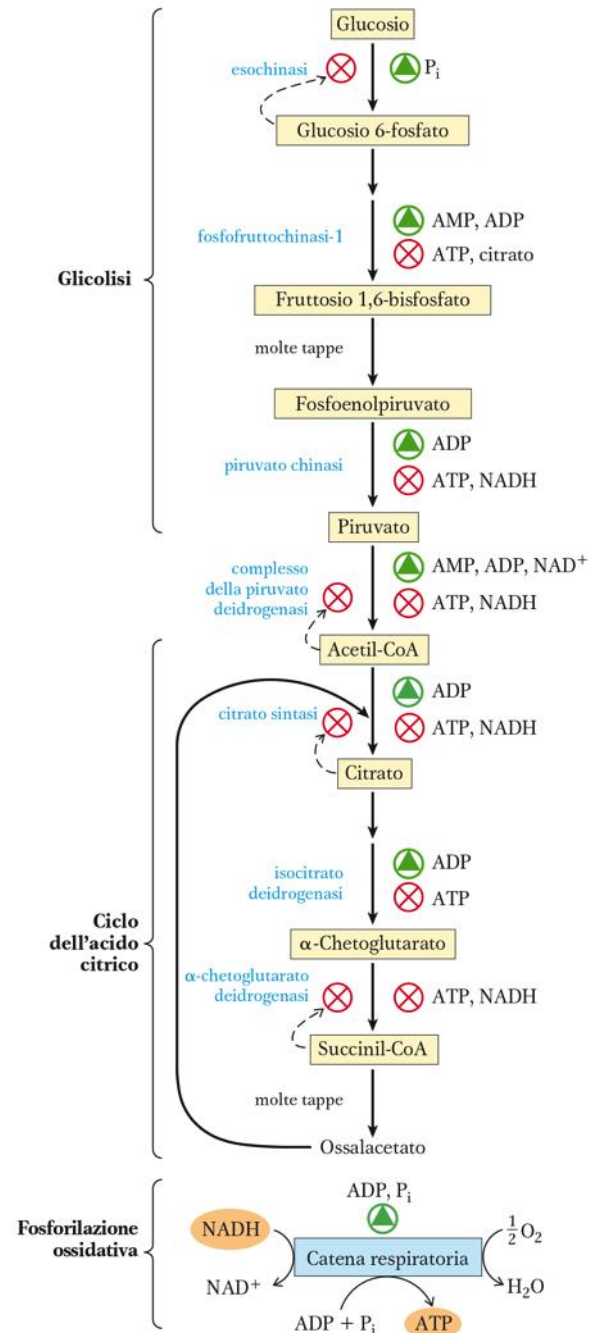 Glucosio
esochinasi
Pi
Glucosio 6-fosfato
fosfofruttochinasi-1
AMP, ADP
ATP, citrato
Glicolisi
Fruttosio 1,6-bisfosfato
molte tappe
Fosfoenolpiruvato
piruvato chinasi
ADP
ATP, NADH
Piruvato
complesso
della piruvato
deidrogenasi
AMP, ADP, NAD+
ATP, NADH
Acetil-CoA
citrato sintasi
ADP
ATP, NADH
Citrato
isocitrato
deidrogenasi
ADP
ATP
Ciclo
dell'acido
citrico
α-Chetoglutarato
α-chetoglutarato
deidrogenasi
ATP, NADH
Succinil-CoA
molte tappe
Ossalacetato
Fosforilazione
ossidativa
ADP, Pi
NADH
Catena respiratoria
1/2 O2
NAD+
H2O
ADP + Pi
ATP